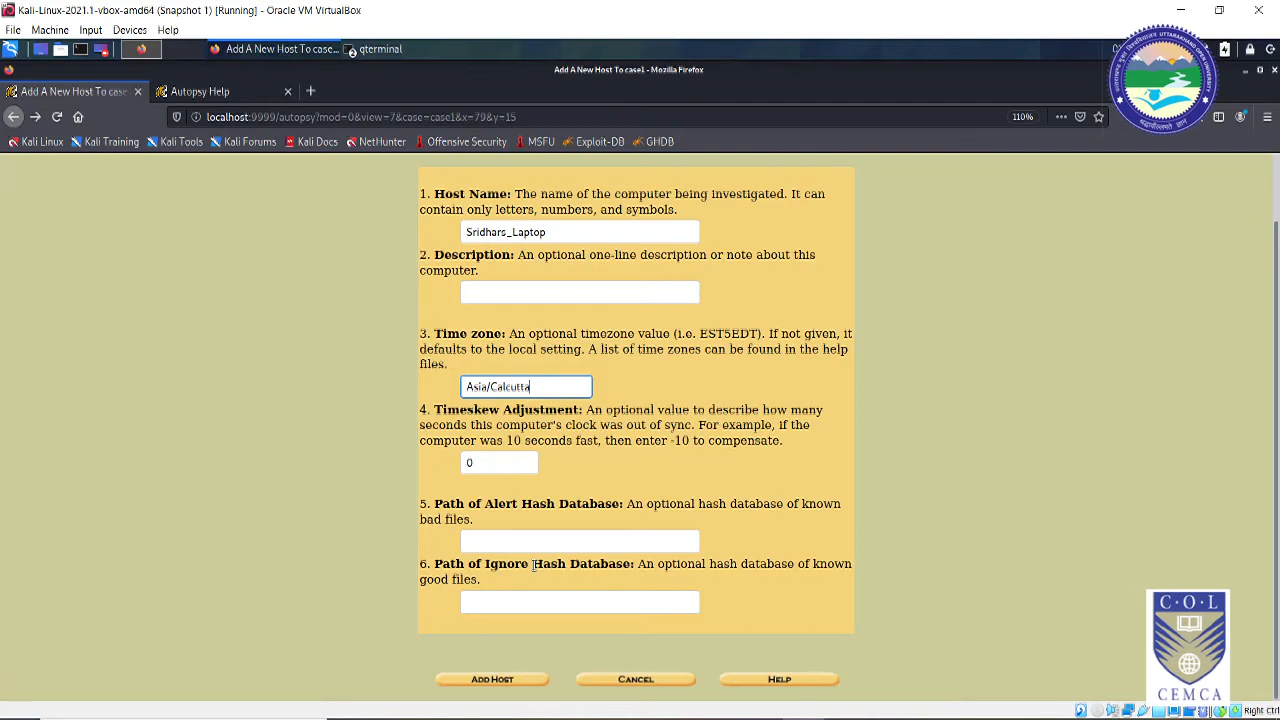 Kali-Linux-2021.1-vbox-amd64 (Snapshot 1) [Running] - Oracle VM VirtualBox
File Machine Input Devices Help
Add A New Host To case... qterminal
Add A New Host To case1 - Mozilla Firefox
Add A New Host To case Autopsy Help
localhost:9999/autopsy?mod=0&view=7&case=case1&x=79&y=15 110%
Kali Linux Kali Training Kali Tools Kali Forums Kali Docs NetHunter Offensive Security MSFU Exploit-DB GHDB
1. Host Name: The name of the computer being investigated. It can
contain only letters, numbers, and symbols.
Sridhars_Laptop
2. Description: An optional one-line description or note about this
computer.
3. Time zone: An optional timezone value (i.e. EST5EDT). If not given, it
defaults to the local setting. A list of time zones can be found in the help
files.
Asia/Calcutta
4. Timeskew Adjustment: An optional value to describe how many
seconds this computer's clock was out of sync. For example, if the
computer was 10 seconds fast, then enter -10 to compensate.
0
5. Path of Alert Hash Database: An optional hash database of known
bad files.
6. Path of Ignore Hash Database: An optional hash database of known
good files.
ADD HOST CANCEL HELP
C·O·L
CEMCA
Right Ctrl